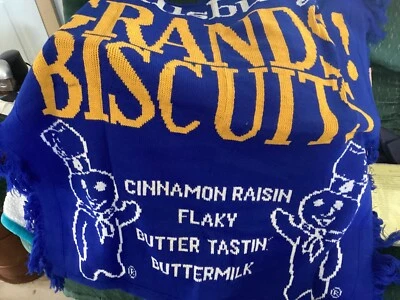 GRANDS!
BISCUITS
CINNAMON RAISIN
FLAKY
BUTTER TASTIN'
BUTTERMILK
® ®